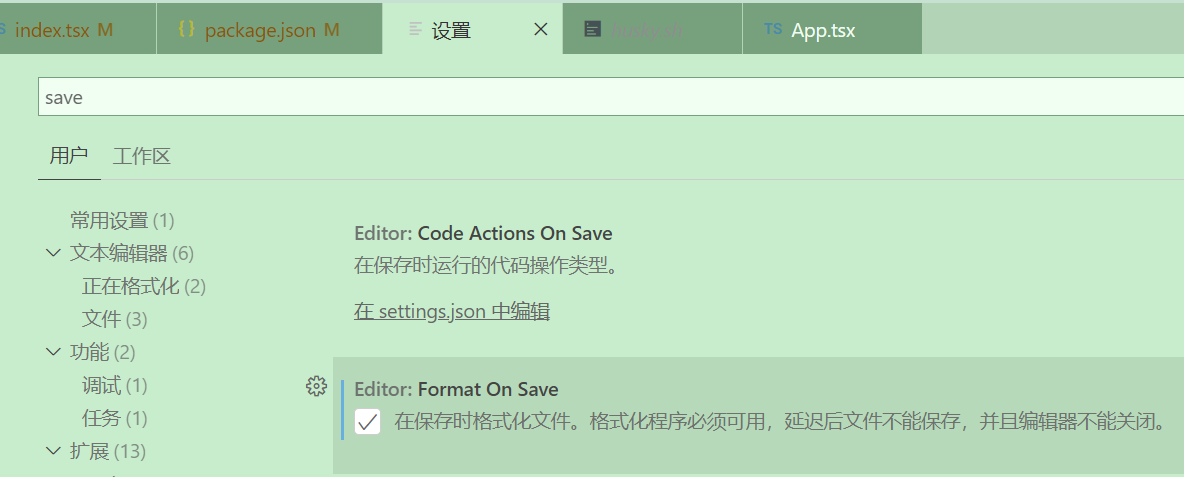 index.tsx M {} package.json M 设置 TS App.tsx
save
用户 工作区
常用设置 (1)
文本编辑器 (6)
正在格式化 (2)
文件 (3)
功能 (2)
调试 (1)
任务 (1)
扩展 (13)
Editor: Code Actions On Save
在保存时运行的代码操作类型。
在 settings.json 中编辑
Editor: Format On Save
在保存时格式化文件。格式化程序必须可用，延迟后文件不能保存，并且编辑器不能关闭。